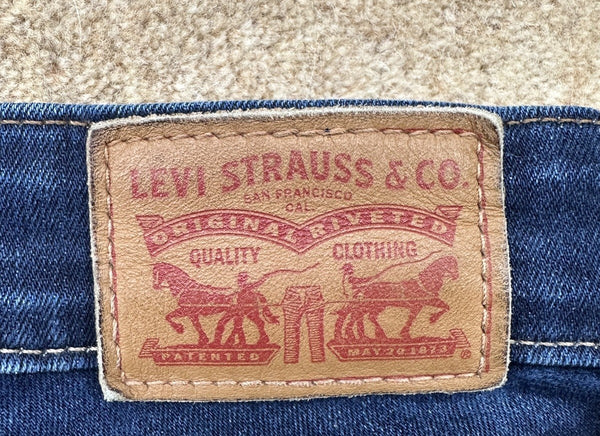 LEVI STRAUSS & CO.
SAN FRANCISCO
CAL
ORIGINAL RIVETED
QUALITY CLOTHING
PATENTED MAY 20 1873 ®